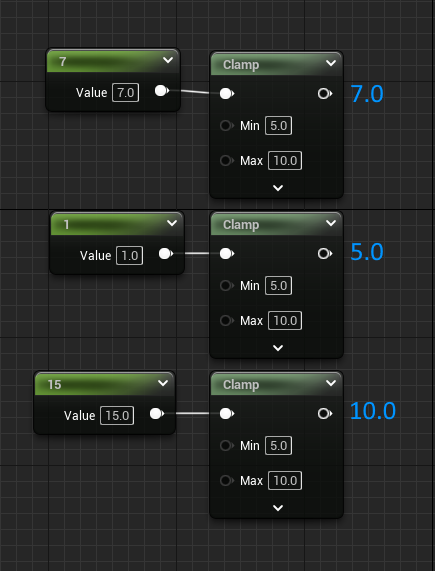 7
Value 7.0
Clamp
7.0
Min 5.0
Max 10.0
1
Value 1.0
Clamp
5.0
Min 5.0
Max 10.0
15
Value 15.0
Clamp
10.0
Min 5.0
Max 10.0